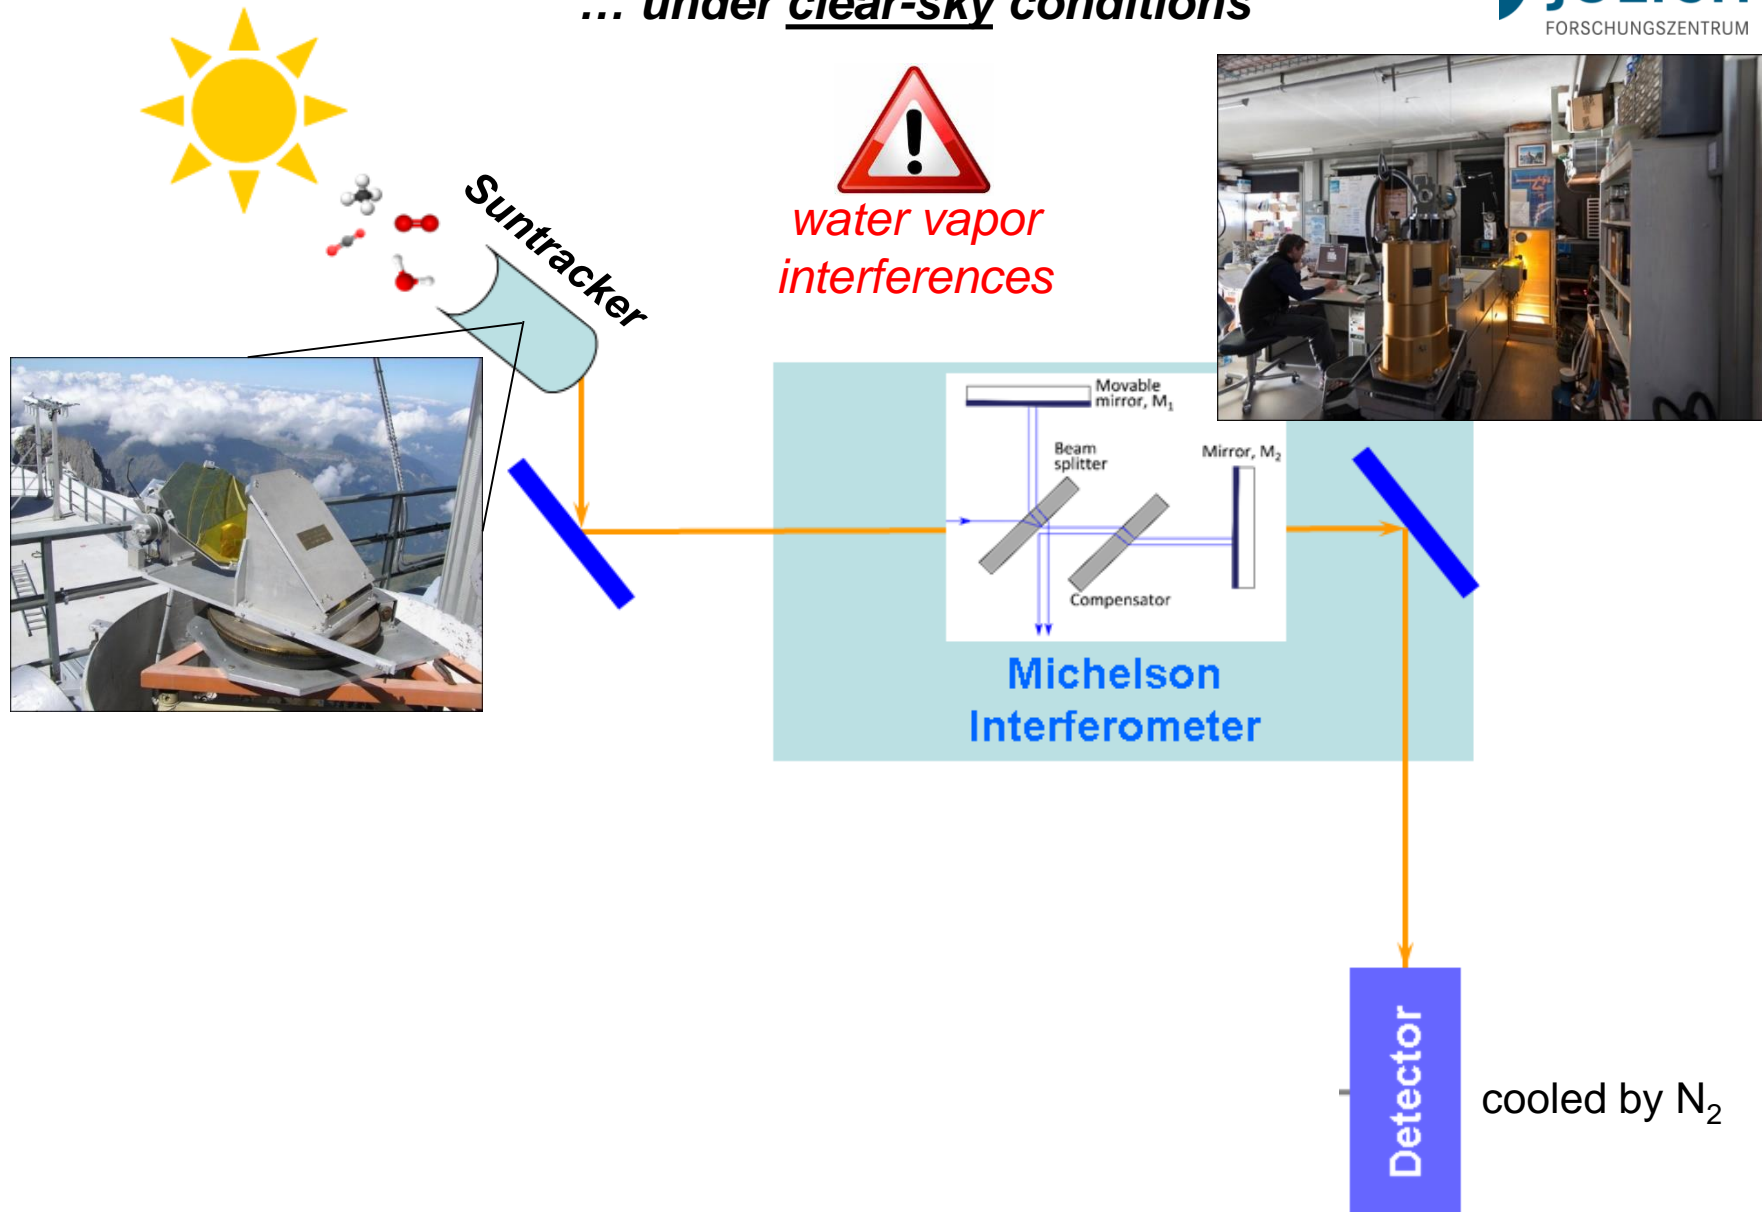 ... under clear-sky conditions
FORSCHUNGSZENTRUM
Suntracker
water vapor
interferences
Movable
mirror, M₁
Beam
splitter
Mirror, M₂
Compensator
Michelson
Interferometer
Detector
cooled by N₂